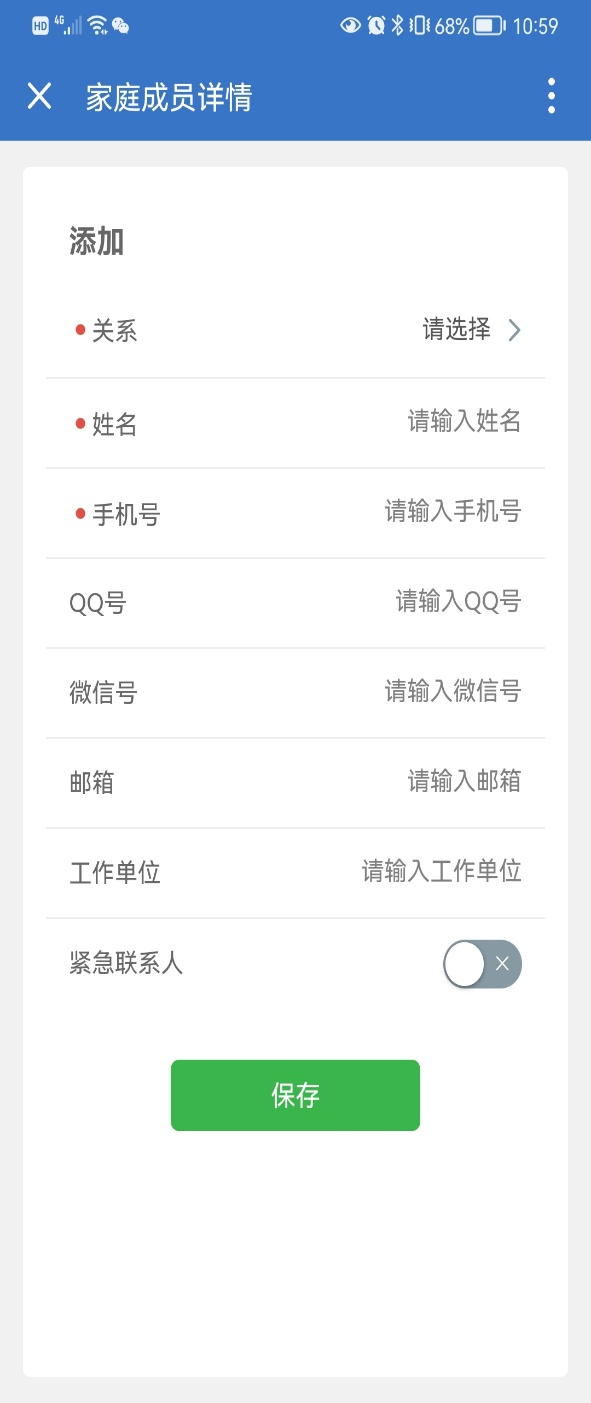 HD 4G 68% 10:59
家庭成员详情
添加
关系 请选择
姓名 请输入姓名
手机号 请输入手机号
QQ号 请输入QQ号
微信号 请输入微信号
邮箱 请输入邮箱
工作单位 请输入工作单位
紧急联系人
保存